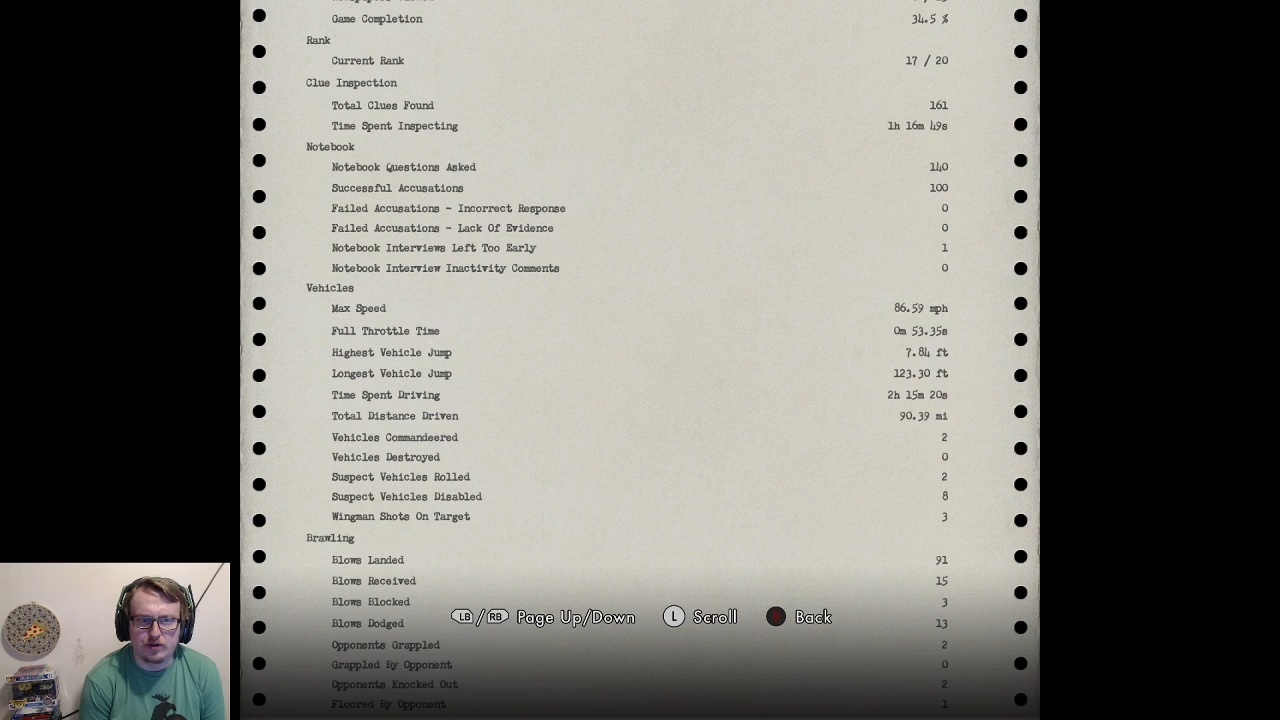 Game Completion 34.5 %
Rank
Current Rank 17 / 20
Clue Inspection
Total Clues Found 161
Time Spent Inspecting 1h 16m 49s
Notebook
Notebook Questions Asked 140
Successful Accusations 100
Failed Accusations - Incorrect Response 0
Failed Accusations - Lack Of Evidence 0
Notebook Interviews Left Too Early 1
Notebook Interview Inactivity Comments 0
Vehicles
Max Speed 86.59 mph
Full Throttle Time 0m 53.35s
Highest Vehicle Jump 7.84 ft
Longest Vehicle Jump 123.30 ft
Time Spent Driving 2h 15m 20s
Total Distance Driven 90.39 mi
Vehicles Commandeered 2
Vehicles Destroyed 0
Suspect Vehicles Rolled 2
Suspect Vehicles Disabled 8
Wingman Shots On Target 3
Brawling
Blows Landed 91
Blows Received 15
Blows Blocked 3
LB / RB Page Up/Down L Scroll Back
Blows Dodged 13
Opponents Grappled 2
Grappled By Opponent 0
Opponents Knocked Out 2
Floored By Opponent 1